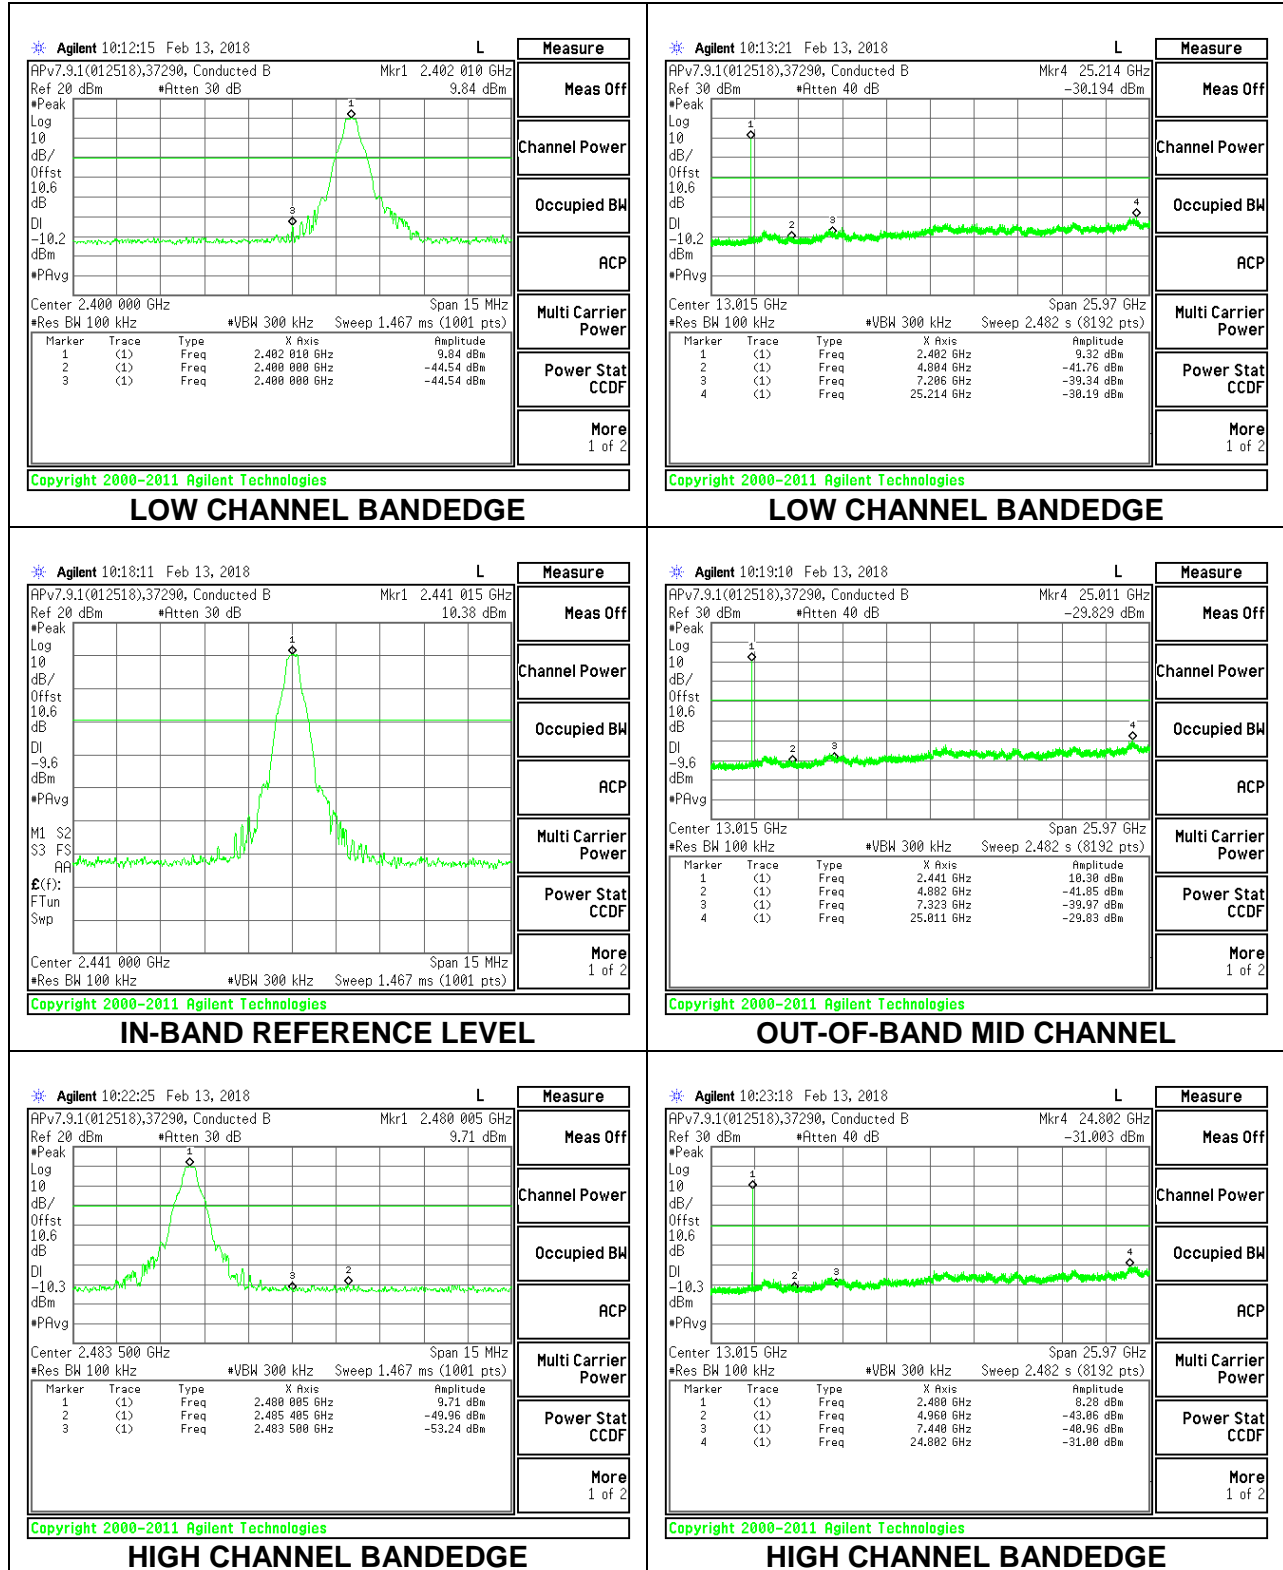 Agilent 10:12:15 Feb 13, 2018 L
APv7.9.1(012518),37290, Conducted B Mkr1 2.402 010 GHz
Ref 20 dBm #Atten 30 dB 9.84 dBm
#Peak
Log
10
dB/
Offst
10.6
dB
DI
-10.2
dBm
#PAvg
1
3
Center 2.400 000 GHz Span 15 MHz
#Res BW 100 kHz #VBW 300 kHz Sweep 1.467 ms (1001 pts)
Marker Trace Type X Axis Amplitude
1 (1) Freq 2.402 010 GHz 9.84 dBm
2 (1) Freq 2.400 000 GHz -44.54 dBm
3 (1) Freq 2.400 000 GHz -44.54 dBm
Measure
Meas Off
Channel Power
Occupied BW
ACP
Multi Carrier
Power
Power Stat
CCDF
More
1 of 2
Copyright 2000-2011 Agilent Technologies
LOW CHANNEL BANDEDGE
Agilent 10:13:21 Feb 13, 2018 L
APv7.9.1(012518),37290, Conducted B Mkr4 25.214 GHz
Ref 30 dBm #Atten 40 dB -30.194 dBm
#Peak
Log
10
dB/
Offst
10.6
dB
DI
-10.2
dBm
#PAvg
1
2
3
4
Center 13.015 GHz Span 25.97 GHz
#Res BW 100 kHz #VBW 300 kHz Sweep 2.482 s (8192 pts)
Marker Trace Type X Axis Amplitude
1 (1) Freq 2.402 GHz 9.32 dBm
2 (1) Freq 4.804 GHz -41.76 dBm
3 (1) Freq 7.206 GHz -39.34 dBm
4 (1) Freq 25.214 GHz -30.19 dBm
Measure
Meas Off
Channel Power
Occupied BW
ACP
Multi Carrier
Power
Power Stat
CCDF
More
1 of 2
Copyright 2000-2011 Agilent Technologies
LOW CHANNEL BANDEDGE
Agilent 10:18:11 Feb 13, 2018 L
APv7.9.1(012518),37290, Conducted B Mkr1 2.441 015 GHz
Ref 20 dBm #Atten 30 dB 10.38 dBm
#Peak
Log
10
dB/
Offst
10.6
dB
DI
-9.6
dBm
#PAvg
1
M1 S2
S3 FS
AA
£(f):
FTun
Swp
Center 2.441 000 GHz Span 15 MHz
#Res BW 100 kHz #VBW 300 kHz Sweep 1.467 ms (1001 pts)
Measure
Meas Off
Channel Power
Occupied BW
ACP
Multi Carrier
Power
Power Stat
CCDF
More
1 of 2
Copyright 2000-2011 Agilent Technologies
IN-BAND REFERENCE LEVEL
Agilent 10:19:10 Feb 13, 2018 L
APv7.9.1(012518),37290, Conducted B Mkr4 25.011 GHz
Ref 30 dBm #Atten 40 dB -29.829 dBm
#Peak
Log
10
dB/
Offst
10.6
dB
DI
-9.6
dBm
#PAvg
1
2
3
4
Center 13.015 GHz Span 25.97 GHz
#Res BW 100 kHz #VBW 300 kHz Sweep 2.482 s (8192 pts)
Marker Trace Type X Axis Amplitude
1 (1) Freq 2.441 GHz 10.30 dBm
2 (1) Freq 4.882 GHz -41.85 dBm
3 (1) Freq 7.323 GHz -39.97 dBm
4 (1) Freq 25.011 GHz -29.83 dBm
Measure
Meas Off
Channel Power
Occupied BW
ACP
Multi Carrier
Power
Power Stat
CCDF
More
1 of 2
Copyright 2000-2011 Agilent Technologies
OUT-OF-BAND MID CHANNEL
Agilent 10:22:25 Feb 13, 2018 L
APv7.9.1(012518),37290, Conducted B Mkr1 2.480 005 GHz
Ref 20 dBm #Atten 30 dB 9.71 dBm
#Peak
Log
10
dB/
Offst
10.6
dB
DI
-10.3
dBm
#PAvg
1
3
2
Center 2.483 500 GHz Span 15 MHz
#Res BW 100 kHz #VBW 300 kHz Sweep 1.467 ms (1001 pts)
Marker Trace Type X Axis Amplitude
1 (1) Freq 2.480 005 GHz 9.71 dBm
2 (1) Freq 2.485 405 GHz -49.96 dBm
3 (1) Freq 2.483 500 GHz -53.24 dBm
Measure
Meas Off
Channel Power
Occupied BW
ACP
Multi Carrier
Power
Power Stat
CCDF
More
1 of 2
Copyright 2000-2011 Agilent Technologies
HIGH CHANNEL BANDEDGE
Agilent 10:23:18 Feb 13, 2018 L
APv7.9.1(012518),37290, Conducted B Mkr4 24.802 GHz
Ref 30 dBm #Atten 40 dB -31.003 dBm
#Peak
Log
10
dB/
Offst
10.6
dB
DI
-10.3
dBm
#PAvg
1
2
3
4
Center 13.015 GHz Span 25.97 GHz
#Res BW 100 kHz #VBW 300 kHz Sweep 2.482 s (8192 pts)
Marker Trace Type X Axis Amplitude
1 (1) Freq 2.480 GHz 8.28 dBm
2 (1) Freq 4.960 GHz -43.06 dBm
3 (1) Freq 7.440 GHz -40.96 dBm
4 (1) Freq 24.802 GHz -31.00 dBm
Measure
Meas Off
Channel Power
Occupied BW
ACP
Multi Carrier
Power
Power Stat
CCDF
More
1 of 2
Copyright 2000-2011 Agilent Technologies
HIGH CHANNEL BANDEDGE